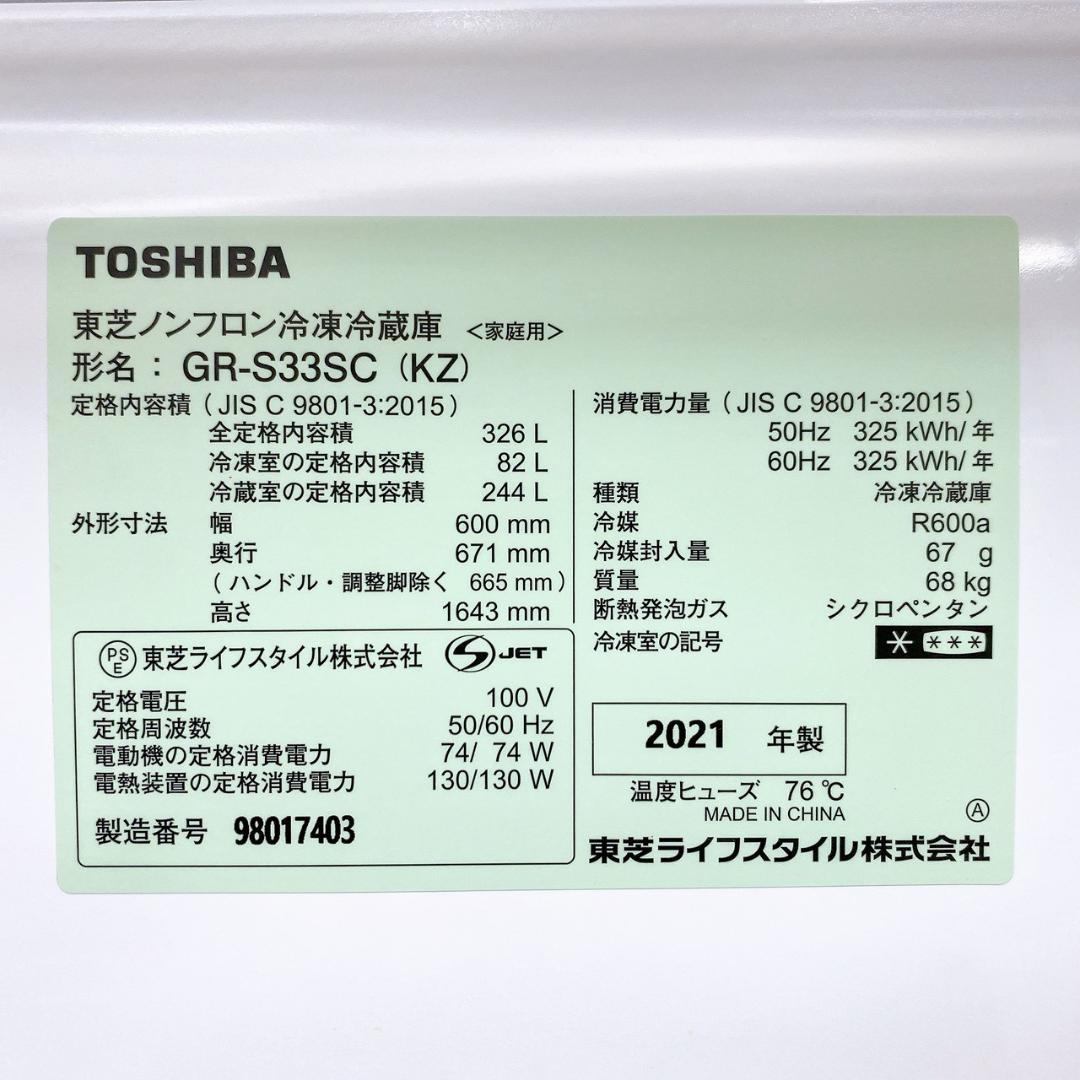 TOSHIBA
東芝ノンフロン冷凍冷蔵庫 <家庭用>
形名： GR-S33SC (KZ)
定格内容積 (JIS C 9801-3:2015)
全定格内容積 326 L
冷凍室の定格内容積 82 L
冷蔵室の定格内容積 244 L
外形寸法 幅 600 mm
奥行 671 mm
(ハンドル・調整脚除く 665 mm)
高さ 1643 mm
PSE 東芝ライフスタイル株式会社 S JET
定格電圧 100 V
定格周波数 50/60 Hz
電動機の定格消費電力 74/ 74 W
電熱装置の定格消費電力 130/130 W
製造番号 98017403
消費電力量 (JIS C 9801-3:2015)
50Hz 325 kWh/年
60Hz 325 kWh/年
種類 冷凍冷蔵庫
冷媒 R600a
冷媒封入量 67 g
質量 68 kg
断熱発泡ガス シクロペンタン
冷凍室の記号 * ***
2021 年製
温度ヒューズ 76 ℃
MADE IN CHINA Ⓐ
東芝ライフスタイル株式会社